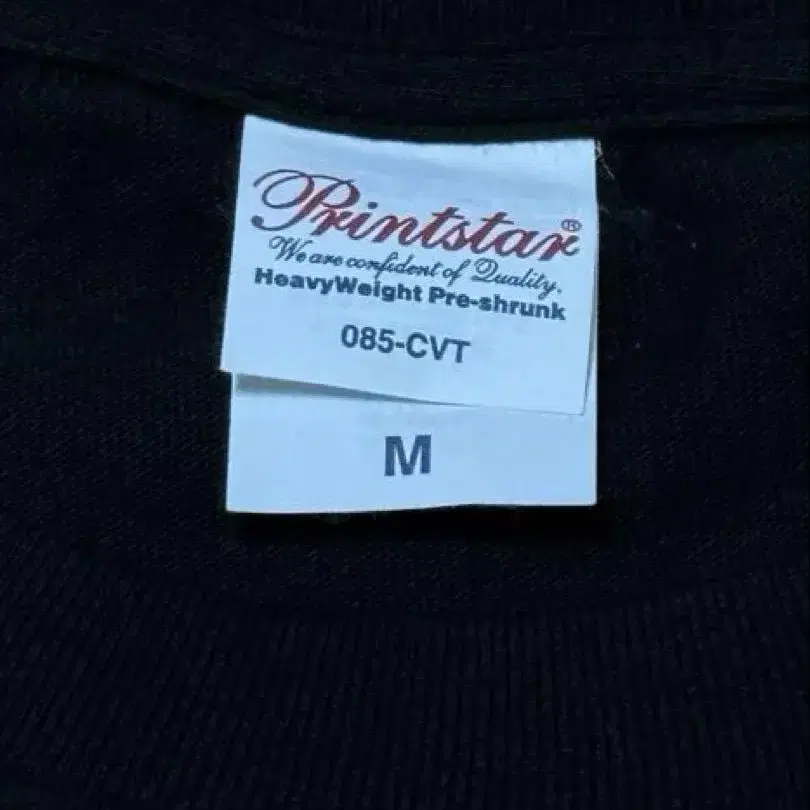 Printstar®
We are confident of Quality.
HeavyWeight Pre-shrunk
085-CVT
M